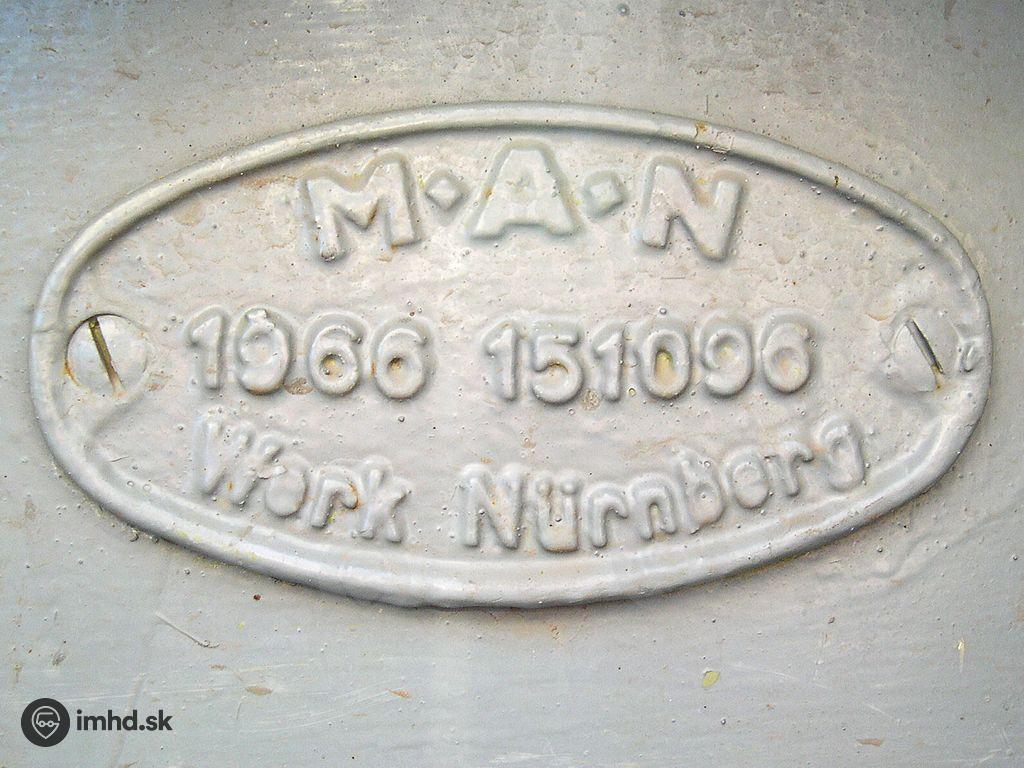 M·A·N
1966 151096
Werk Nürnberg
imhd.sk